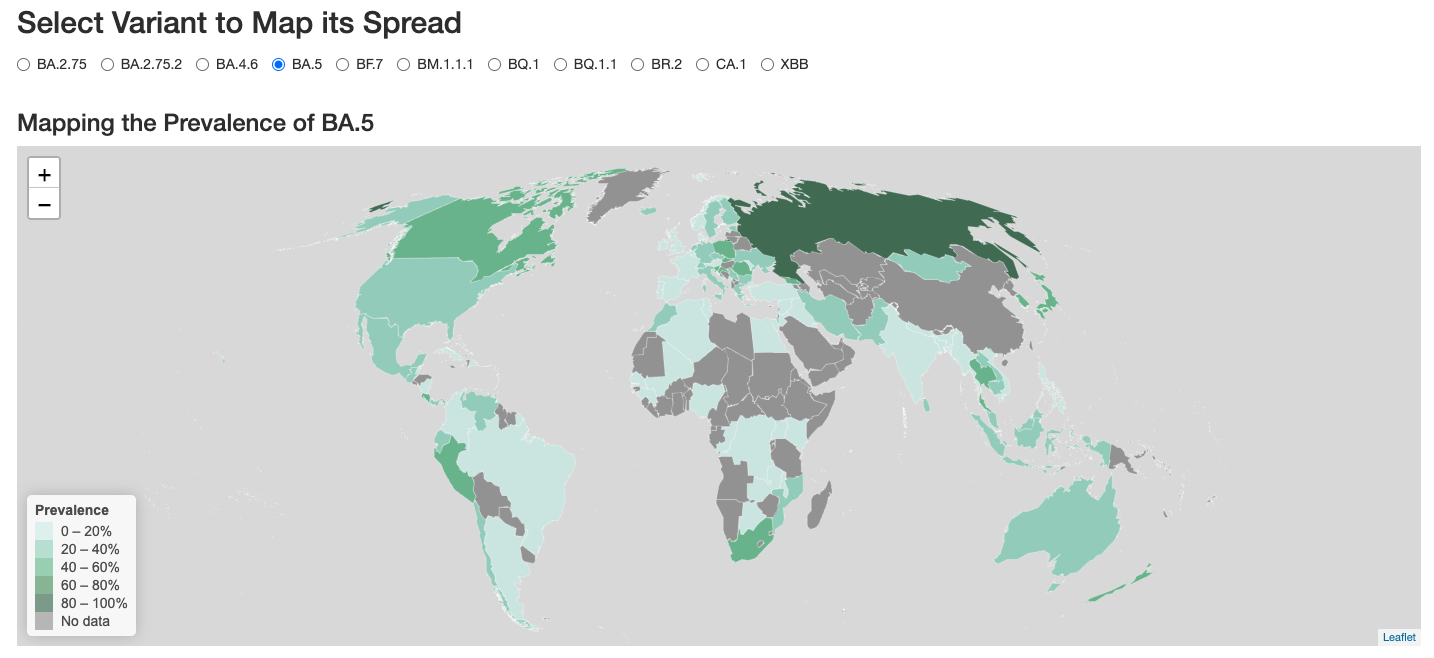 Select Variant to Map its Spread
BA.2.75 BA.2.75.2 BA.4.6 BA.5 BF.7 BM.1.1.1 BQ.1 BQ.1.1 BR.2 CA.1 XBB
Mapping the Prevalence of BA.5
+
−
Prevalence
0 – 20%
20 – 40%
40 – 60%
60 – 80%
80 – 100%
No data
Leaflet